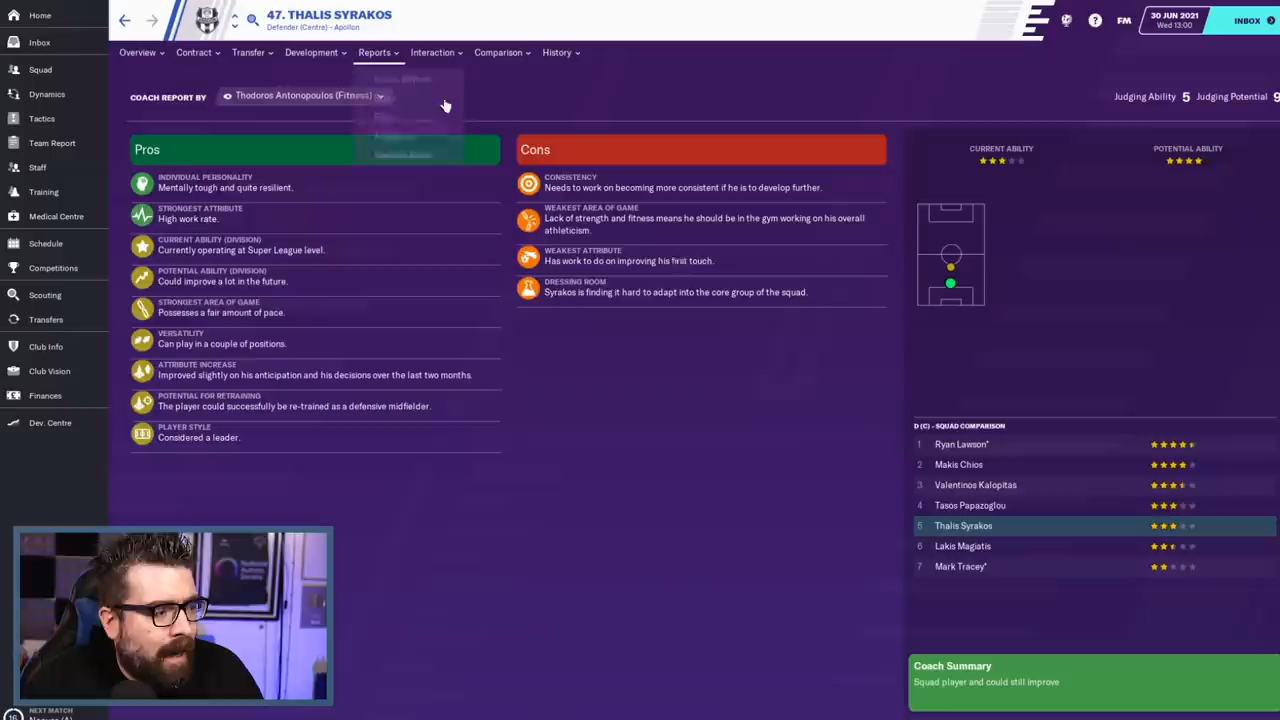 47. THALIS SYRAKOS
Defender (Centre) - Apollon
30 JUN 2021
Wed 13:00
INBOX
FM
?
Home
Inbox
Squad
Dynamics
Tactics
Team Report
Staff
Training
Medical Centre
Schedule
Competitions
Scouting
Transfers
Club Info
Club Vision
Finances
Dev. Centre
NEXT MATCH
Overview
Contract
Transfer
Development
Reports
Interaction
Comparison
History
COACH REPORT BY
Thodoros Antonopoulos (Fitness)
Judging Ability 5 Judging Potential 9
Pros
INDIVIDUAL PERSONALITY
Mentally tough and quite resilient.
STRONGEST ATTRIBUTE
High work rate.
CURRENT ABILITY (DIVISION)
Currently operating at Super League level.
POTENTIAL ABILITY (DIVISION)
Could improve a lot in the future.
STRONGEST AREA OF GAME
Possesses a fair amount of pace.
VERSATILITY
Can play in a couple of positions.
ATTRIBUTE INCREASE
Improved slightly on his anticipation and his decisions over the last two months.
POTENTIAL FOR RETRAINING
The player could successfully be re-trained as a defensive midfielder.
PLAYER STYLE
Considered a leader.
Cons
CONSISTENCY
Needs to work on becoming more consistent if he is to develop further.
WEAKEST AREA OF GAME
Lack of strength and fitness means he should be in the gym working on his overall
athleticism.
WEAKEST ATTRIBUTE
Has work to do on improving his first touch.
DRESSING ROOM
Syrakos is finding it hard to adapt into the core group of the squad.
CURRENT ABILITY
POTENTIAL ABILITY
D (C) - SQUAD COMPARISON
1 Ryan Lawson*
2 Makis Chios
3 Valentinos Kalopitas
4 Tasos Papazoglou
5 Thalis Syrakos
6 Lakis Magiatis
7 Mark Tracey*
Coach Summary
Squad player and could still improve